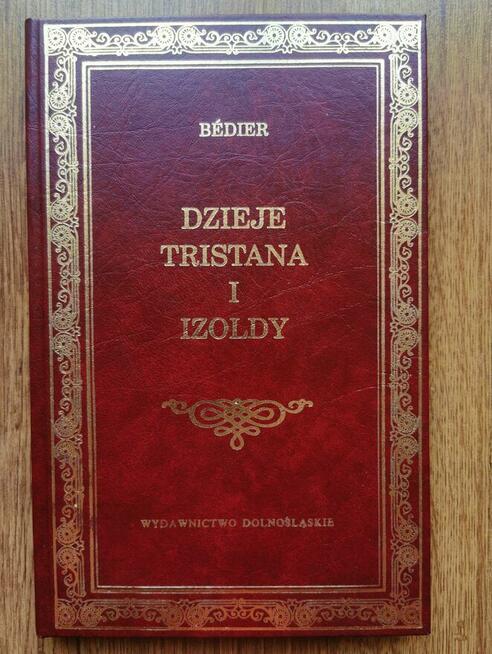 BÉDIER
DZIEJE
TRISTANA
I
IZOLDY
WYDAWNICTWO DOLNOŚLĄSKIE